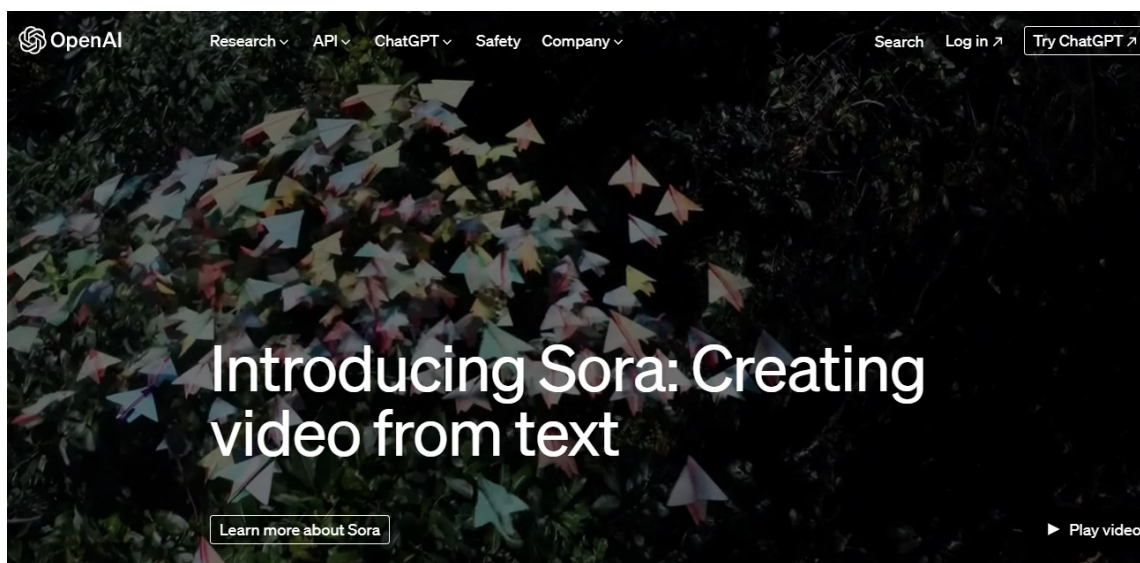 OpenAI Research API ChatGPT Safety Company Search Log in ↗ Try ChatGPT ↗
Introducing Sora: Creating
video from text
Learn more about Sora
Play video